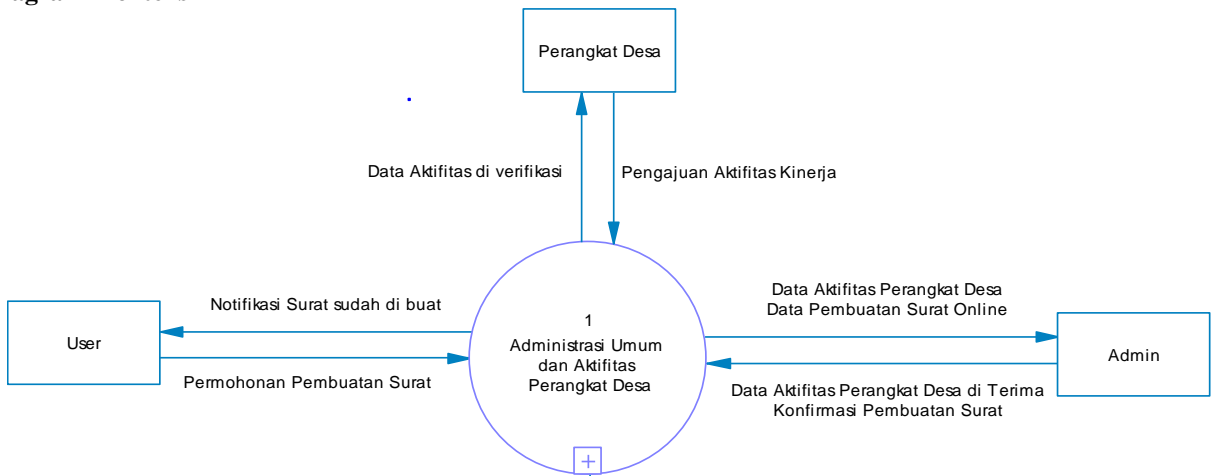 Perangkat Desa
Data Aktifitas di verifikasi
Pengajuan Aktifitas Kinerja
Notifikasi Surat sudah di buat
User
Permohonan Pembuatan Surat
1
Administrasi Umum
dan Aktifitas
Perangkat Desa
Data Aktifitas Perangkat Desa
Data Pembuatan Surat Online
Admin
Data Aktifitas Perangkat Desa di Terima
Konfirmasi Pembuatan Surat